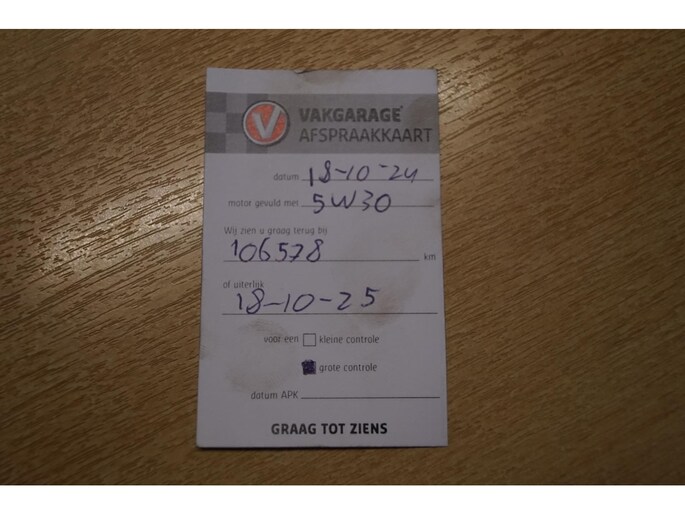 V VAKGARAGE
AFSPRAAKKAART
datum 18-10-24
motor gevuld met 5W30
Wij zien u graag terug bij
106578 km
of uiterlijk
18-10-25
voor een kleine controle
grote controle
datum APK
GRAAG TOT ZIENS